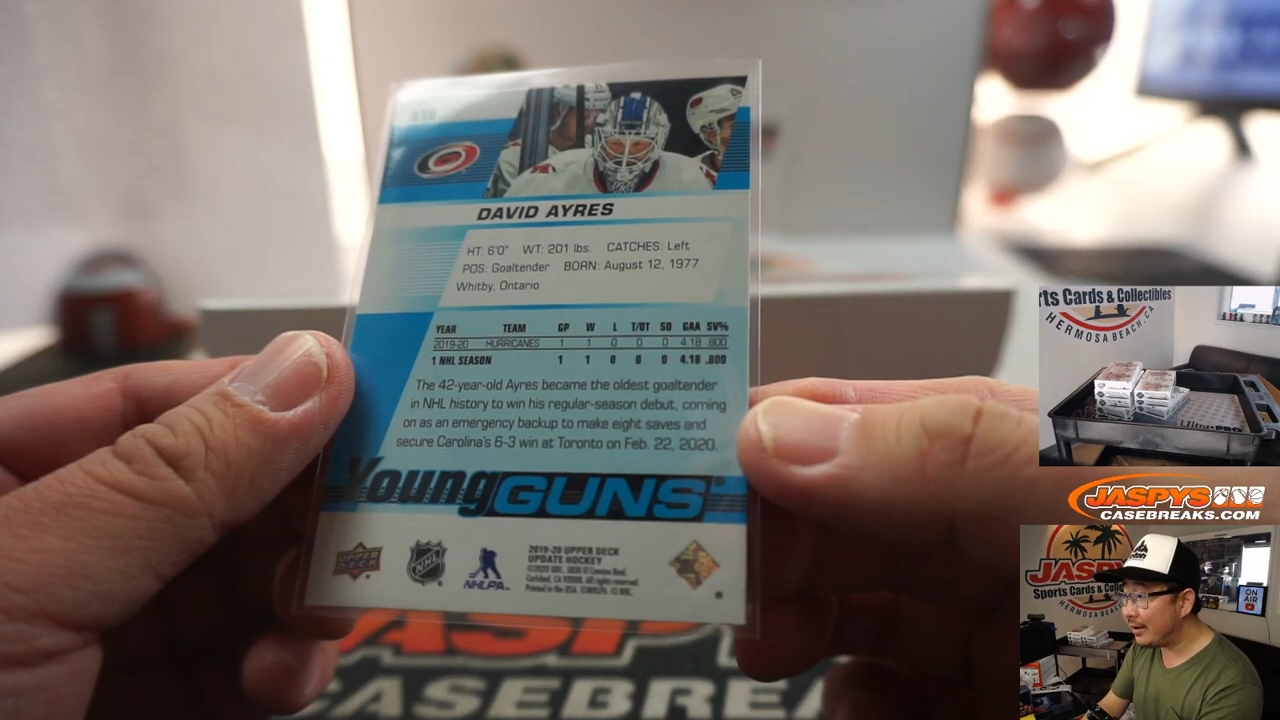 DAVID AYRES
HT: 6'0" WT: 201 lbs. CATCHES: Left
POS: Goaltender BORN: August 12, 1977
Whitby, Ontario
YEAR TEAM GP W L T/OT SO GAA SV%
2019-20 HURRICANES 1 1 0 0 0 4.18 .800
1 NHL SEASON 1 1 0 0 0 4.18 .800
The 42-year-old Ayres became the oldest goaltender
in NHL history to win his regular-season debut, coming
on as an emergency backup to make eight saves and
secure Carolina's 6-3 win at Toronto on Feb. 22, 2020.
Young GUNS
UPPER DECK
NHL
NHLPA
2019-20 UPPER DECK
UPDATE HOCKEY
CASEBREA
rts Cards & Collectibles
HERMOSA BEACH, CA
Ultra PRO
JASPYS
CASEBREAKS.COM
JASP
Sports Cards & Colle
HERMOSA BEACH
ON
AIR